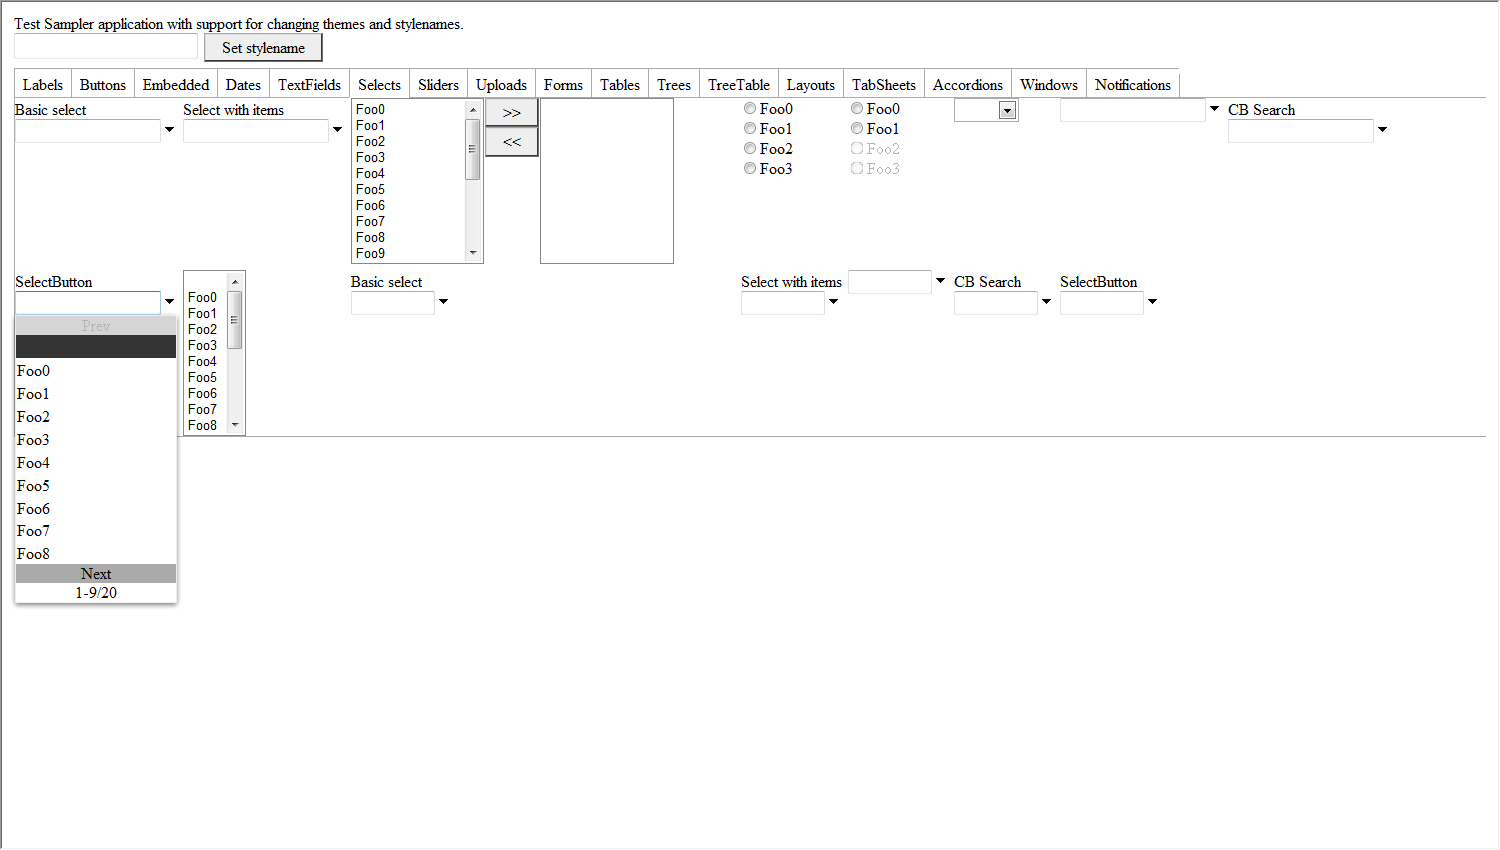 Test Sampler application with support for changing themes and stylenames.
Set stylename
Labels Buttons Embedded Dates TextFields Selects Sliders Uploads Forms Tables Trees TreeTable Layouts TabSheets Accordions Windows Notifications
Basic select
Select with items
Foo0
Foo1
Foo2
Foo3
Foo4
Foo5
Foo6
Foo7
Foo8
Foo9
>>
<<
Foo0
Foo1
Foo2
Foo3
Foo0
Foo1
Foo2
Foo3
CB Search
SelectButton
Prev
Foo0
Foo1
Foo2
Foo3
Foo4
Foo5
Foo6
Foo7
Foo8
Next
1-9/20
Foo0
Foo1
Foo2
Foo3
Foo4
Foo5
Foo6
Foo7
Foo8
Basic select
Select with items
CB Search
SelectButton